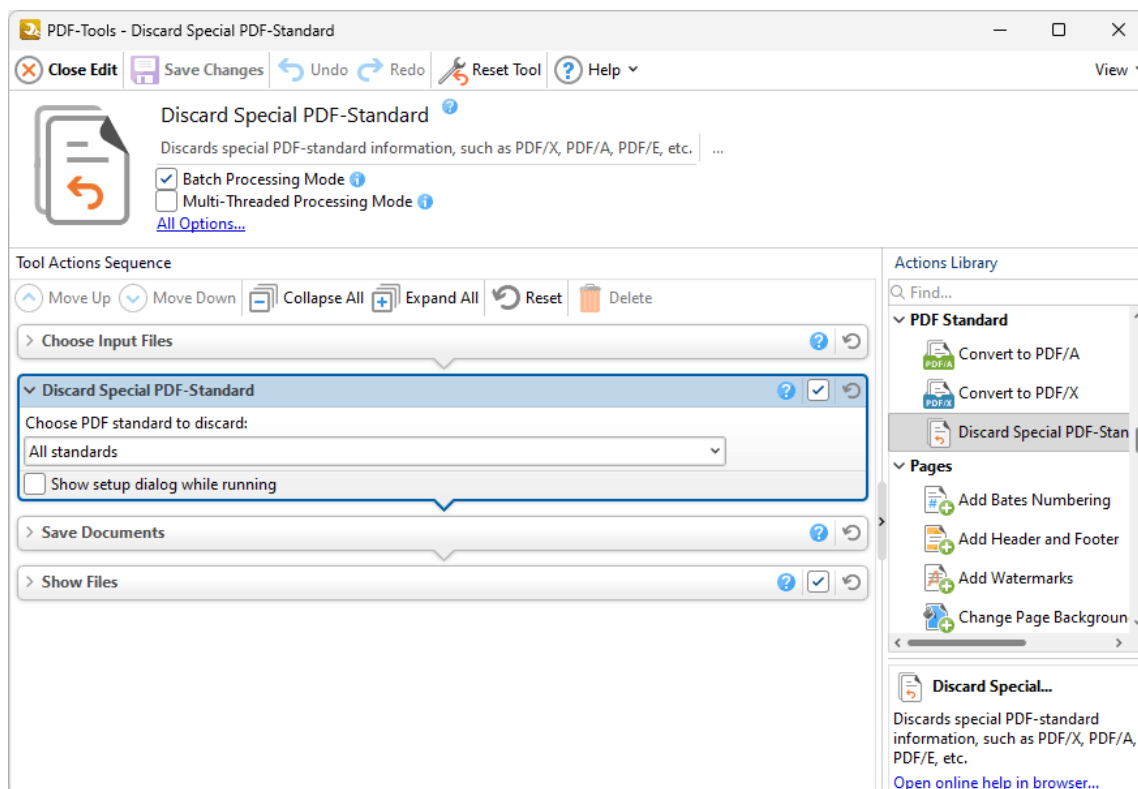 PDF-Tools - Discard Special PDF-Standard
Close Edit Save Changes Undo Redo Reset Tool ? Help View
Discard Special PDF-Standard ?
Discards special PDF-standard information, such as PDF/X, PDF/A, PDF/E, etc. ...
Batch Processing Mode i
Multi-Threaded Processing Mode i
All Options...
Tool Actions Sequence
Move Up Move Down Collapse All Expand All Reset Delete
Choose Input Files ?
Discard Special PDF-Standard ?
Choose PDF standard to discard:
All standards
Show setup dialog while running
Save Documents ?
Show Files ?
Actions Library
Find...
PDF Standard
PDF/A Convert to PDF/A
PDF/X Convert to PDF/X
Discard Special PDF-Stan
Pages
# Add Bates Numbering
Add Header and Footer
Add Watermarks
Change Page Backgroun
Discard Special...
Discards special PDF-standard
information, such as PDF/X, PDF/A,
PDF/E, etc.
Open online help in browser...